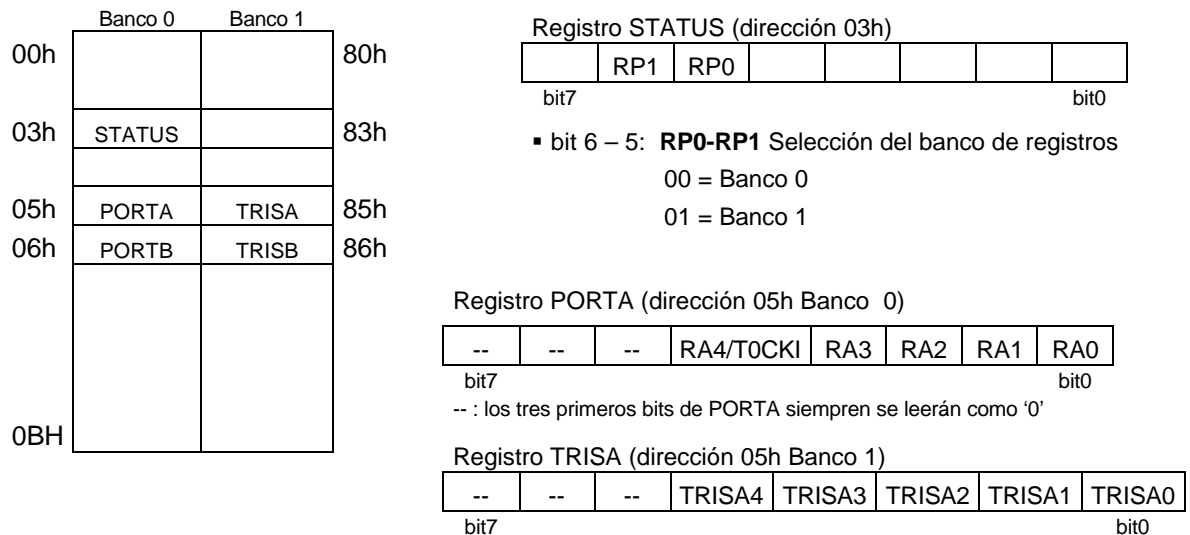 Banco 0 Banco 1
00h 80h
03h STATUS 83h
05h PORTA TRISA 85h
06h PORTB TRISB 86h
0BH
Registro STATUS (dirección 03h)
RP1 RP0
bit7 bit0
▪ bit 6 – 5: RP0-RP1 Selección del banco de registros
00 = Banco 0
01 = Banco 1
Registro PORTA (dirección 05h Banco 0)
-- -- -- RA4/T0CKI RA3 RA2 RA1 RA0
bit7 bit0
-- : los tres primeros bits de PORTA siempren se leerán como ‘0’
Registro TRISA (dirección 05h Banco 1)
-- -- -- TRISA4 TRISA3 TRISA2 TRISA1 TRISA0
bit7 bit0